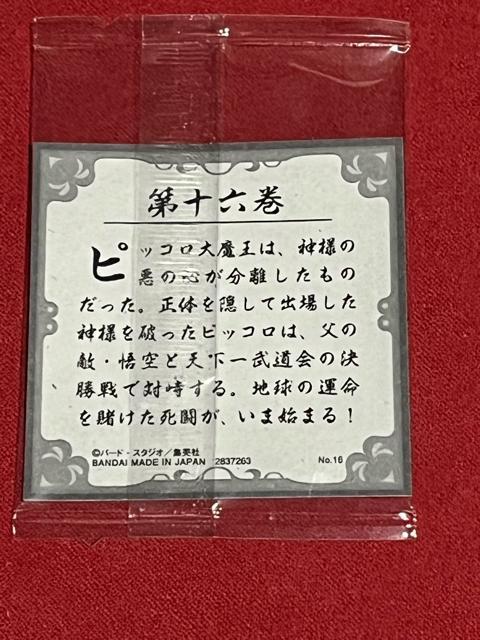 第十六巻
ピッコロ大魔王は、神様の
悪の心が分離したもの
だった。正体を隠して出場した
神様を破ったピッコロは、父の
敵・悟空と天下一武道会の決
勝戦で対峙する。地球の運命
を賭けた死闘が、いま始まる！
©バード・スタジオ／集英社
BANDAI MADE IN JAPAN 2837263 No.16